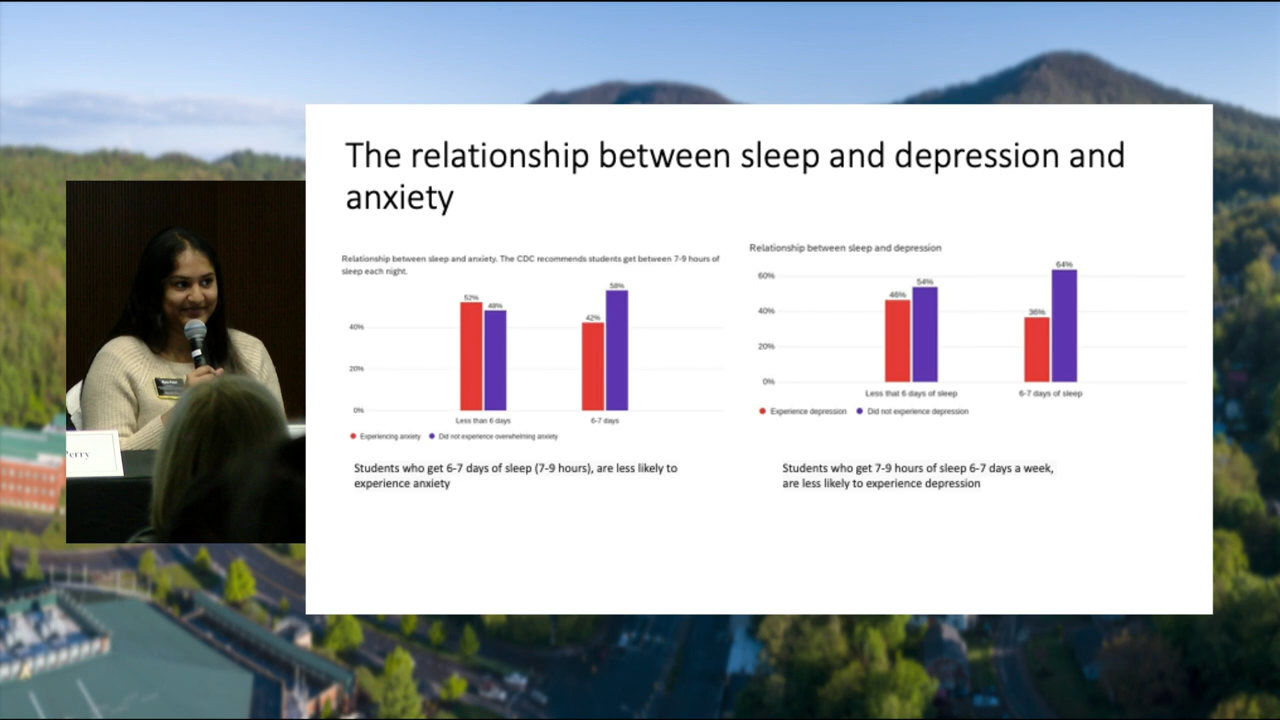 The relationship between sleep and depression and
anxiety
Relationship between sleep and anxiety. The CDC recommends students get between 7-9 hours of
sleep each night.
52%
48%
42%
58%
40%
20%
0%
Less than 6 days
6-7 days
Experiencing anxiety
Did not experience overwhelming anxiety
Students who get 6-7 days of sleep (7-9 hours), are less likely to
experience anxiety
Relationship between sleep and depression
60%
40%
20%
0%
46%
54%
36%
64%
Less that 6 days of sleep
6-7 days of sleep
Experience depression
Did not experience depression
Students who get 7-9 hours of sleep 6-7 days a week,
are less likely to experience depression